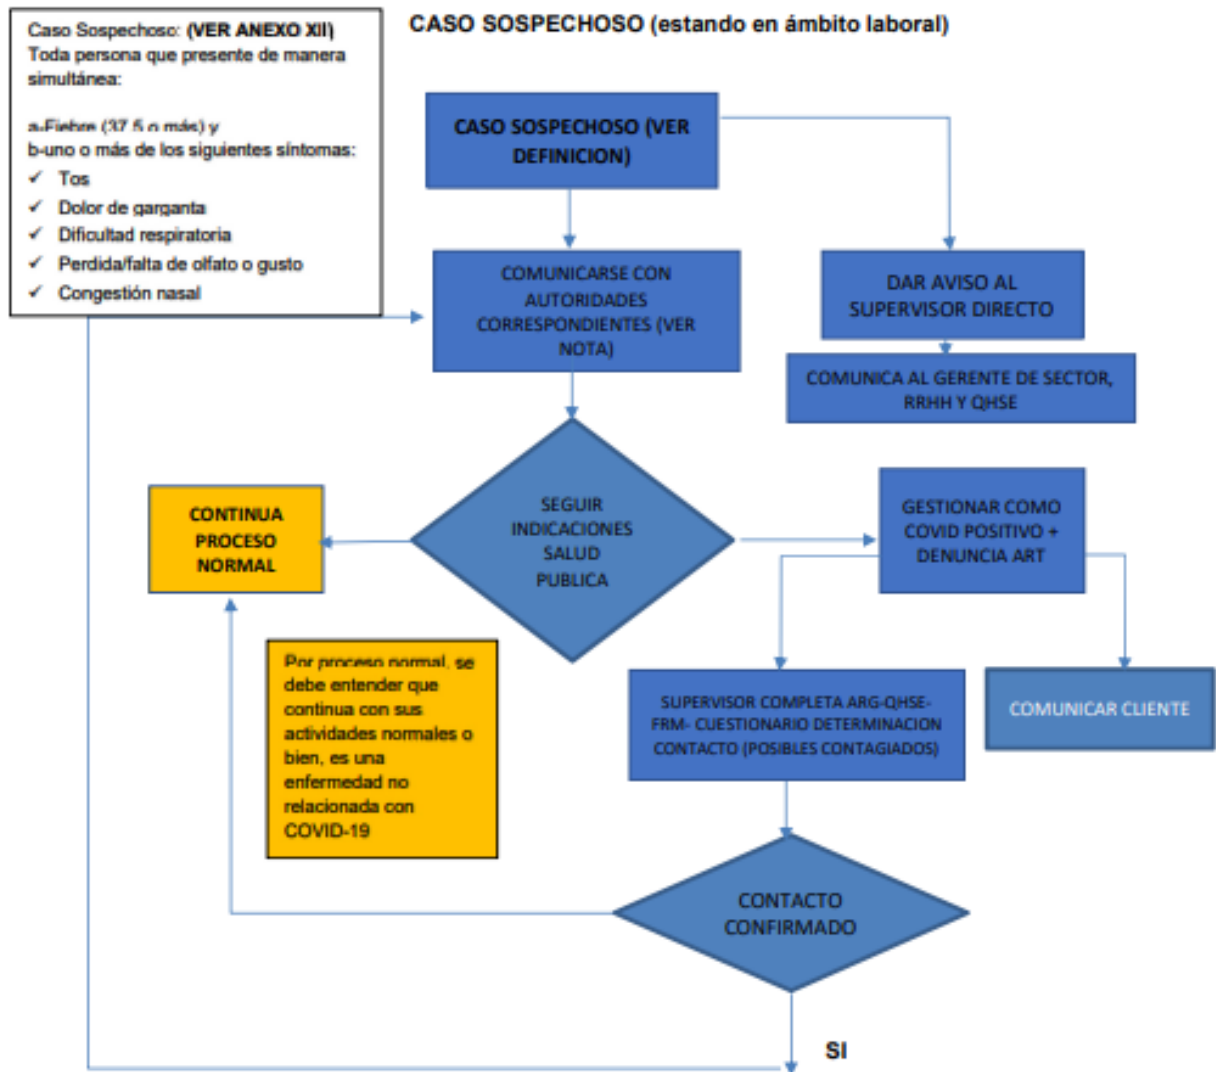 CASO SOSPECHOSO (estando en ámbito laboral)
Caso Sospechoso: (VER ANEXO XII)
Toda persona que presente de manera
simultánea:
a-Fiebre (37.5 o más) y
b-uno o más de los siguientes síntomas:
✓ Tos
✓ Dolor de garganta
✓ Dificultad respiratoria
✓ Perdida/falta de olfato o gusto
✓ Congestión nasal
CASO SOSPECHOSO (VER
DEFINICION)
COMUNICARSE CON
AUTORIDADES
CORRESPONDIENTES (VER
NOTA)
DAR AVISO AL
SUPERVISOR DIRECTO
COMUNICA AL GERENTE DE SECTOR,
RRHH Y QHSE
SEGUIR
INDICACIONES
SALUD
PUBLICA
CONTINUA
PROCESO
NORMAL
GESTIONAR COMO
COVID POSITIVO +
DENUNCIA ART
Por proceso normal, se
debe entender que
continua con sus
actividades normales o
bien, es una
enfermedad no
relacionada con
COVID-19
SUPERVISOR COMPLETA ARG-QHSE-
FRM- CUESTIONARIO DETERMINACION
CONTACTO (POSIBLES CONTAGIADOS)
COMUNICAR CLIENTE
CONTACTO
CONFIRMADO
SI